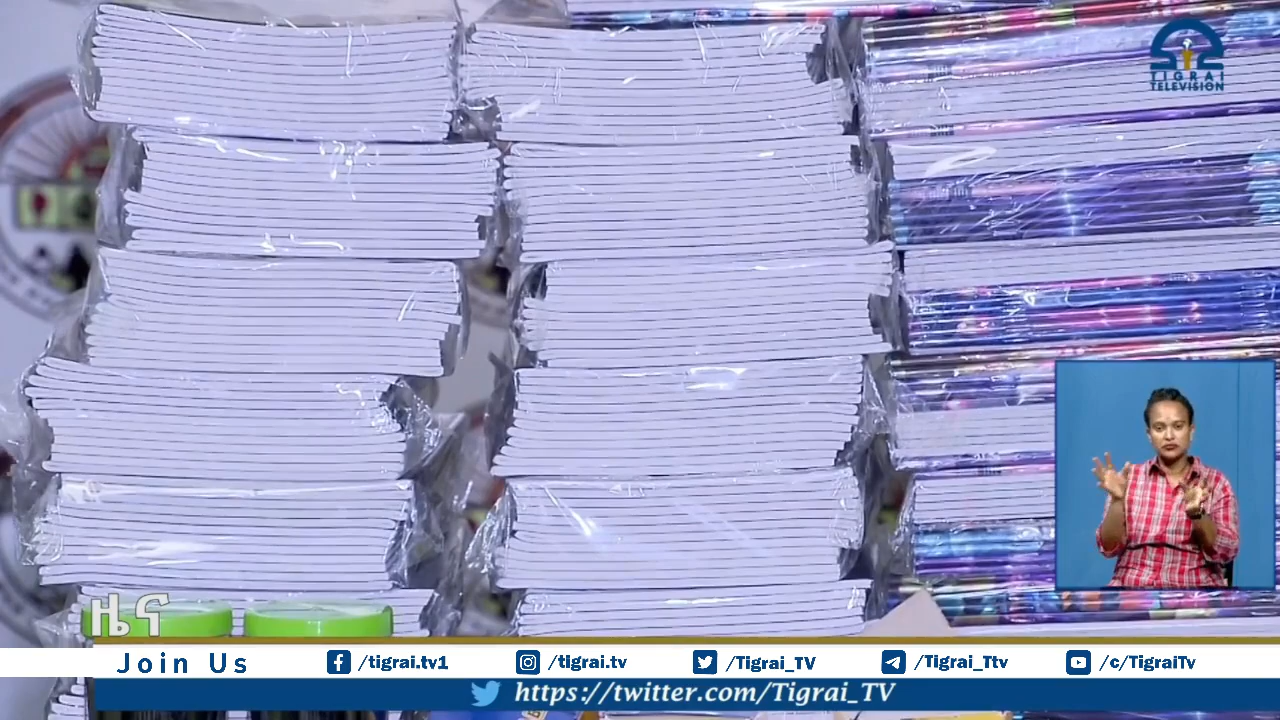 TIGRAI
TELEVISION
ዜና
Join Us
/tigrai.tv1
/tigrai.tv
/Tigrai_TV
/Tigrai_Ttv
/c/TigraiTv
https://twitter.com/Tigrai_TV